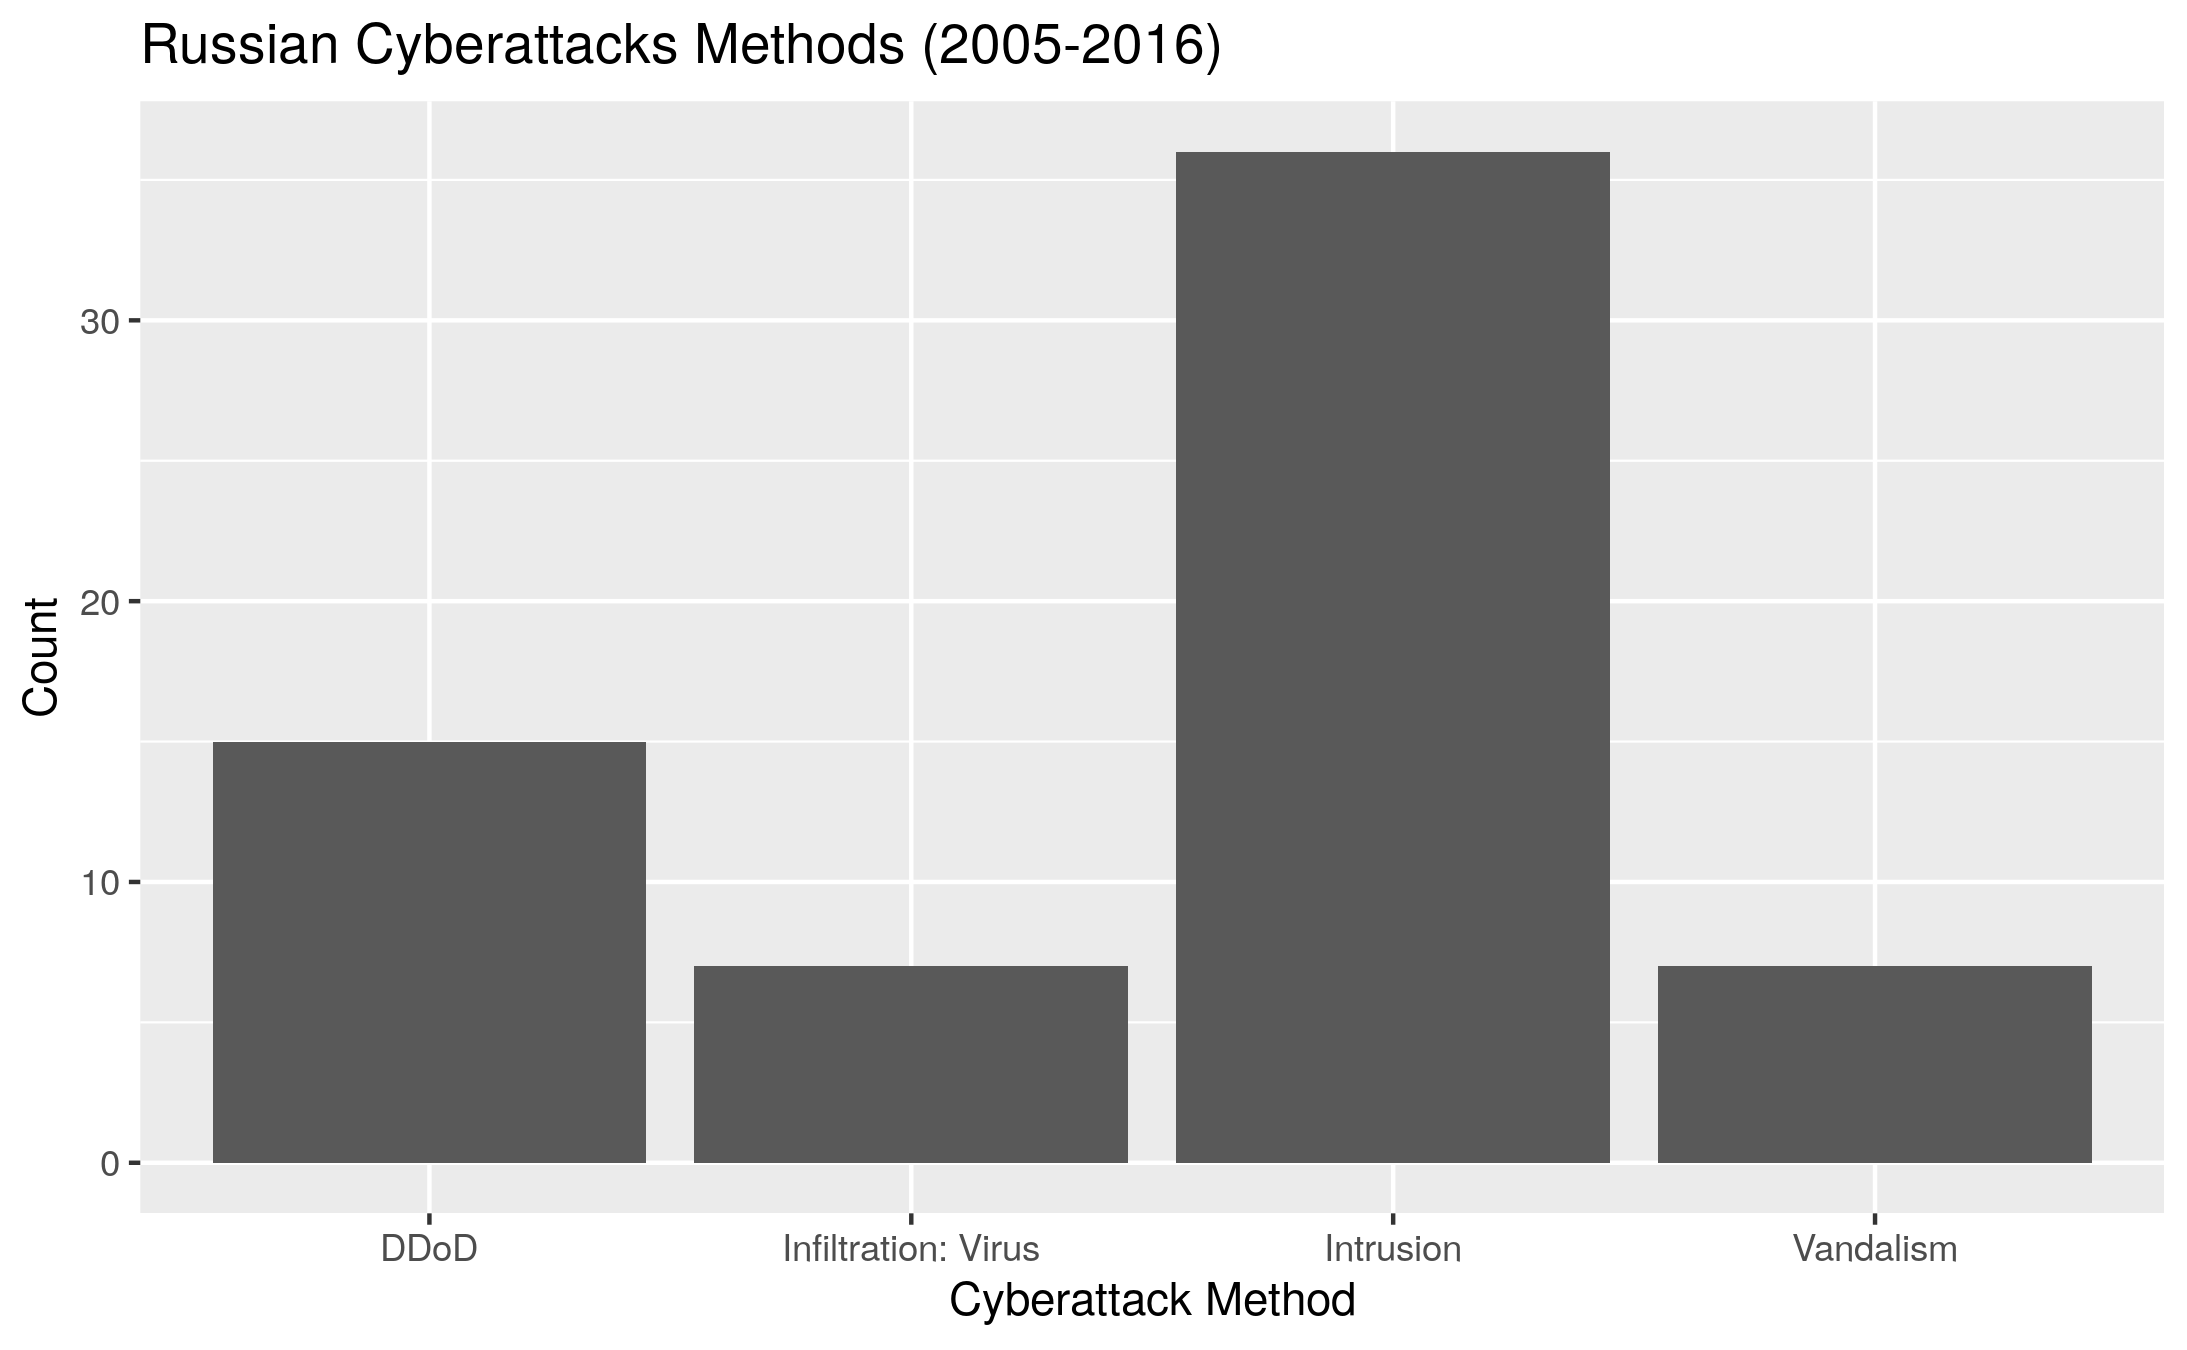 Russian Cyberattacks Methods (2005-2016)
30
20
10
0
Count
DDoD
Infiltration: Virus
Intrusion
Vandalism
Cyberattack Method